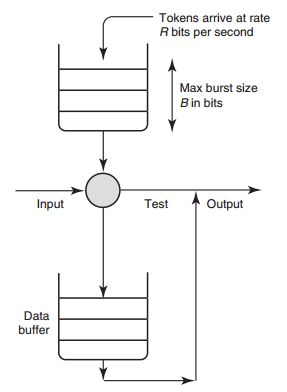 Tokens arrive at rate
R bits per second
Max burst size
B in bits
Input
Test
Output
Data
buffer